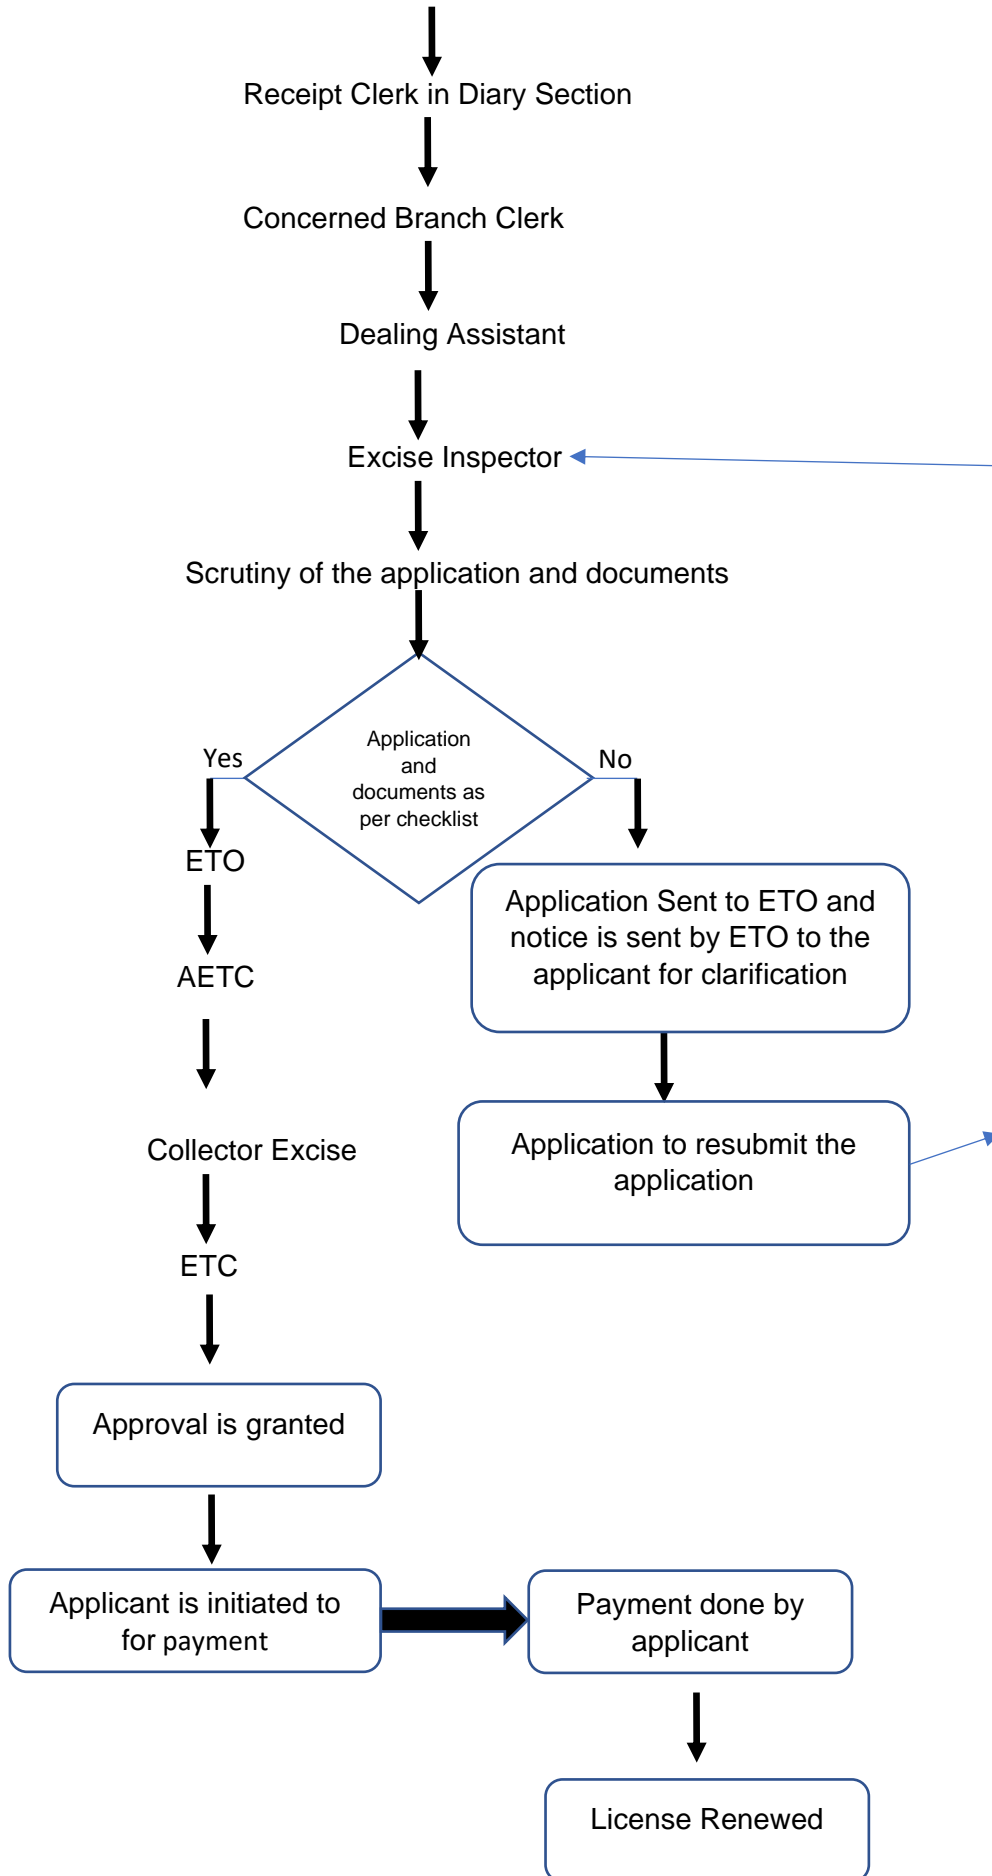 Receipt Clerk in Diary Section
Concerned Branch Clerk
Dealing Assistant
Excise Inspector
Scrutiny of the application and documents
Application
and
documents as
per checklist
Yes
No
ETO
AETC
Collector Excise
ETC
Application Sent to ETO and
notice is sent by ETO to the
applicant for clarification
Application to resubmit the
application
Approval is granted
Applicant is initiated to
for payment
Payment done by
applicant
License Renewed